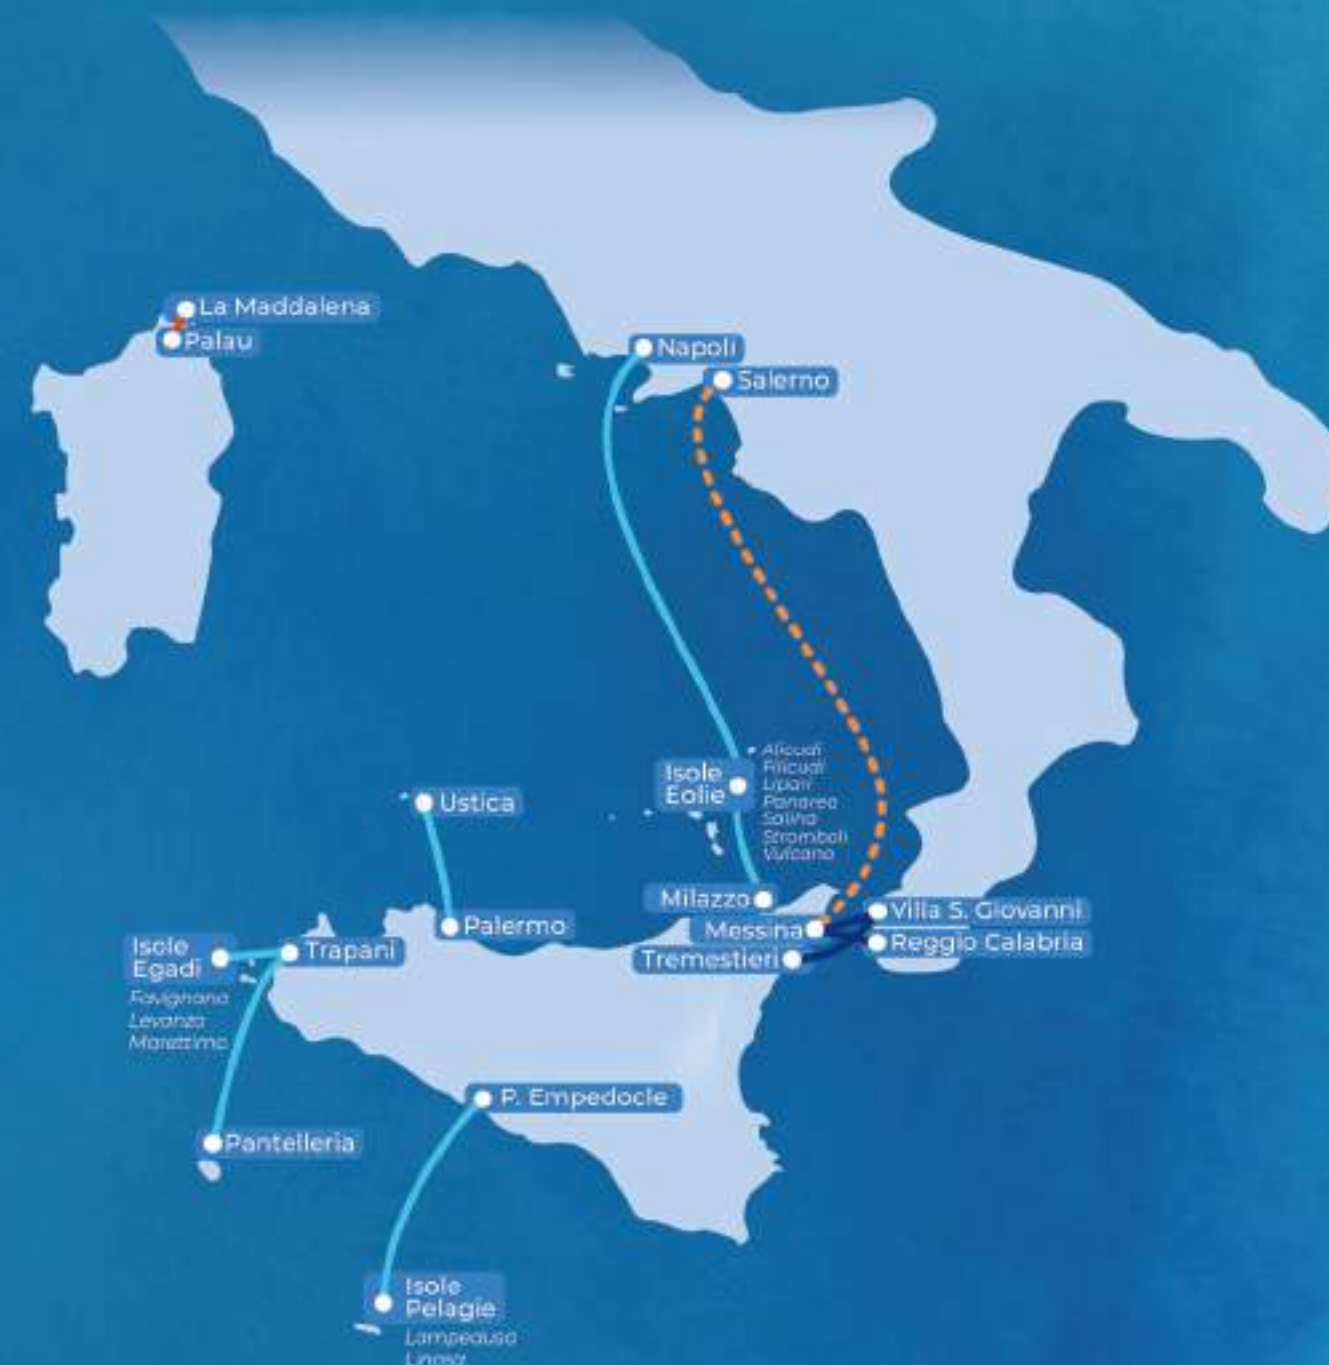 La Maddalena
Palau
Napoli
Salerno
Alicudi
Filicudi
Lipari
Panarea
Salina
Stromboli
Vulcano
Isole
Eolie
Ustica
Milazzo
Palermo
Messina
Tremestieri
Villa S. Giovanni
Reggio Calabria
Isole
Egadi
Trapani
Favignana
Levanzo
Marettimo
P. Empedocle
Pantelleria
Isole
Pelagie
Lampedusa
Linosa